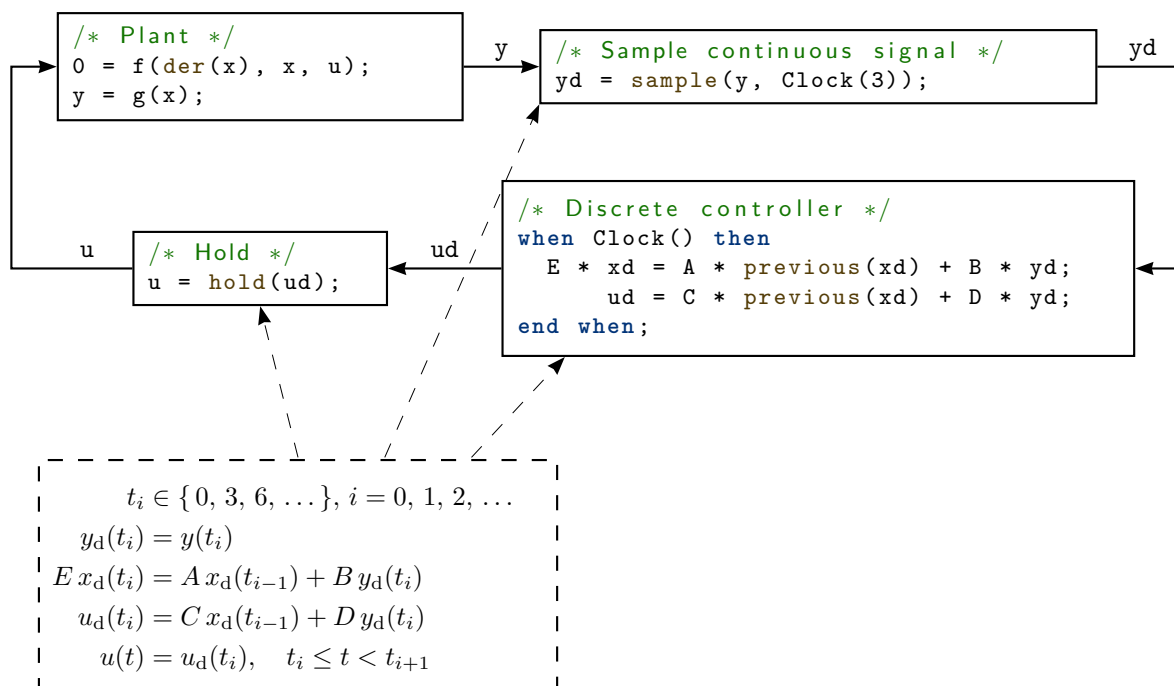 /* Plant */
0 = f(der(x), x, u);
y = g(x);
y
/* Sample continuous signal */
yd = sample(y, Clock(3));
yd
/* Discrete controller */
when Clock() then
E * xd = A * previous(xd) + B * yd;
ud = C * previous(xd) + D * yd;
end when;
ud
/* Hold */
u = hold(ud);
u
t_i ∈ { 0, 3, 6, … }, i = 0, 1, 2, …
y_d(t_i) = y(t_i)
E x_d(t_i) = A x_d(t_{i−1}) + B y_d(t_i)
u_d(t_i) = C x_d(t_{i−1}) + D y_d(t_i)
u(t) = u_d(t_i), t_i ≤ t < t_{i+1}